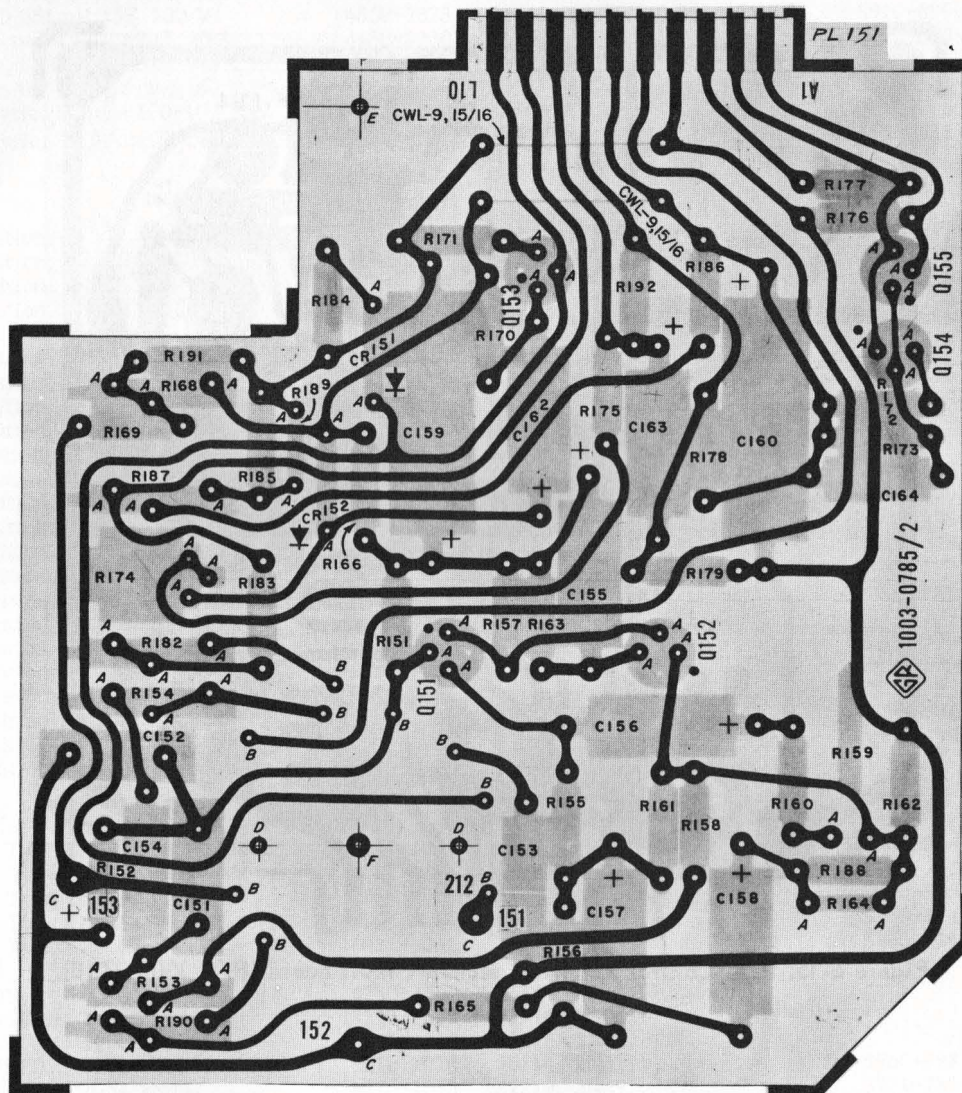 PL 151
L10
A1
E
CWL-9, 15/16
R177
CWL-9, 15/16
R176
R171
A
A
A
R186
A
A
R184
A
Q153
R192
Q155
R170
CR151
R191
A
R168
R189
A
A
A
Q154
A
A
R172
R169
C159
C162
R175
C163
R178
C160
R173
R187
R185
A
A
A
A
C164
CR152
R174
A
R183
A
R166
A
C155
R179
1003-0785/2
GR
A
R182
A
A
R151
A
A
R157
R163
A
A
A
Q152
Q151
B
R154
A
A
B
B
A
C152
B
B
C156
R159
R155
R161
R158
R160
R162
A
A
A
C154
D
F
D
B
C153
R152
B
212
B
R188
C
153
C151
151
C
C157
C158
A
R164
A
A
R153
A
A
B
R156
R190
A
A
A
R165
152
C